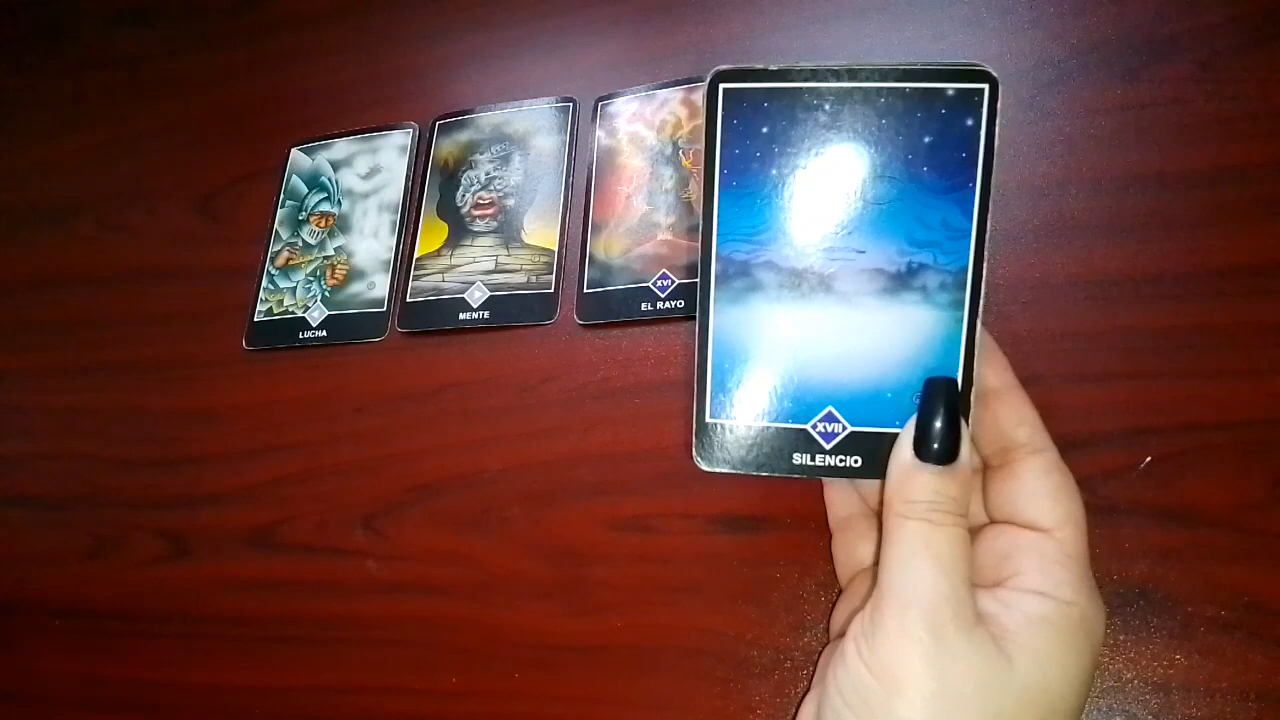 LUCHA
MENTE
XVI
EL RAYO
XVII
SILENCIO